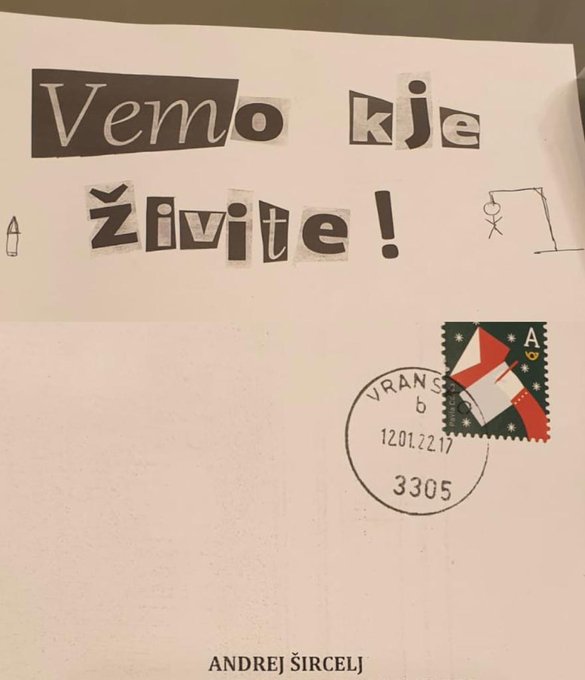 Vemo kje
živite!
A
VRANSKO
b
12.01.22.17
3305
ANDREJ ŠIRCELJ